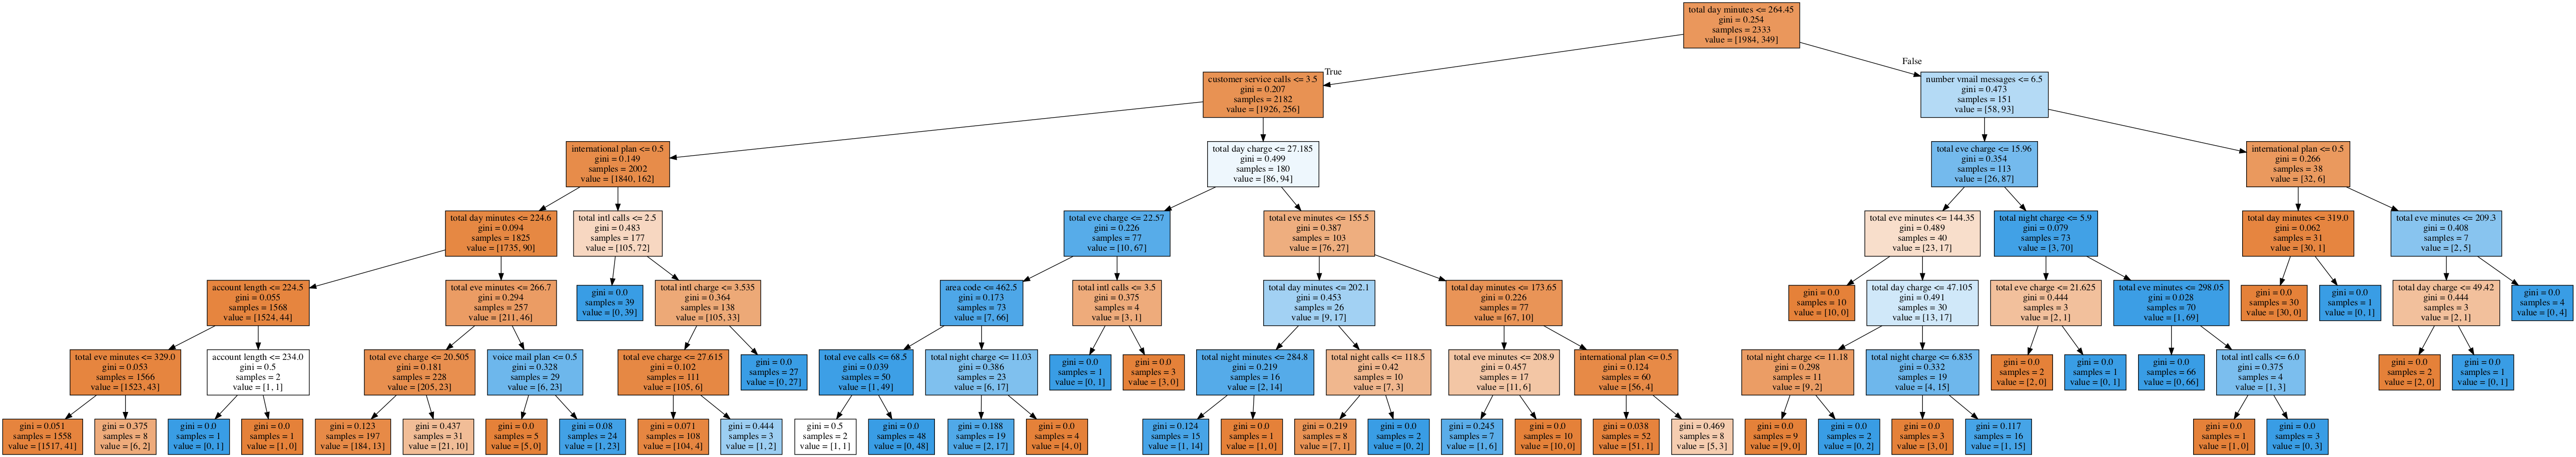 total day minutes <= 264.45
gini = 0.254
samples = 2333
value = [1984, 349]
True
False
customer service calls <= 3.5
gini = 0.207
samples = 2182
value = [1926, 256]
number vmail messages <= 6.5
gini = 0.473
samples = 151
value = [58, 93]
international plan <= 0.5
gini = 0.149
samples = 2002
value = [1840, 162]
total day charge <= 27.185
gini = 0.499
samples = 180
value = [86, 94]
total eve charge <= 15.96
gini = 0.354
samples = 113
value = [26, 87]
international plan <= 0.5
gini = 0.266
samples = 38
value = [32, 6]
total day minutes <= 224.6
gini = 0.094
samples = 1825
value = [1735, 90]
total intl calls <= 2.5
gini = 0.483
samples = 177
value = [105, 72]
total eve charge <= 22.57
gini = 0.226
samples = 77
value = [10, 67]
total eve minutes <= 155.5
gini = 0.387
samples = 103
value = [76, 27]
total eve minutes <= 144.35
gini = 0.489
samples = 40
value = [23, 17]
total night charge <= 5.9
gini = 0.079
samples = 73
value = [3, 70]
total day minutes <= 319.0
gini = 0.062
samples = 31
value = [30, 1]
total eve minutes <= 209.3
gini = 0.408
samples = 7
value = [2, 5]
account length <= 224.5
gini = 0.055
samples = 1568
value = [1524, 44]
total eve minutes <= 266.7
gini = 0.294
samples = 257
value = [211, 46]
gini = 0.0
samples = 39
value = [0, 39]
total intl charge <= 3.535
gini = 0.364
samples = 138
value = [105, 33]
area code <= 462.5
gini = 0.173
samples = 73
value = [7, 66]
total intl calls <= 3.5
gini = 0.375
samples = 4
value = [3, 1]
total day minutes <= 202.1
gini = 0.453
samples = 26
value = [9, 17]
total day minutes <= 173.65
gini = 0.226
samples = 77
value = [67, 10]
gini = 0.0
samples = 10
value = [10, 0]
total day charge <= 47.105
gini = 0.491
samples = 30
value = [13, 17]
total eve charge <= 21.625
gini = 0.444
samples = 3
value = [2, 1]
total eve minutes <= 298.05
gini = 0.028
samples = 70
value = [1, 69]
gini = 0.0
samples = 30
value = [30, 0]
gini = 0.0
samples = 1
value = [0, 1]
total day charge <= 49.42
gini = 0.444
samples = 3
value = [2, 1]
gini = 0.0
samples = 4
value = [0, 4]
total eve minutes <= 329.0
gini = 0.053
samples = 1566
value = [1523, 43]
account length <= 234.0
gini = 0.5
samples = 2
value = [1, 1]
total eve charge <= 20.505
gini = 0.181
samples = 228
value = [205, 23]
voice mail plan <= 0.5
gini = 0.328
samples = 29
value = [6, 23]
total eve charge <= 27.615
gini = 0.102
samples = 111
value = [105, 6]
gini = 0.0
samples = 27
value = [0, 27]
total eve calls <= 68.5
gini = 0.039
samples = 50
value = [1, 49]
total night charge <= 11.03
gini = 0.386
samples = 23
value = [6, 17]
gini = 0.0
samples = 1
value = [0, 1]
gini = 0.0
samples = 3
value = [3, 0]
total night minutes <= 284.8
gini = 0.219
samples = 16
value = [2, 14]
total night calls <= 118.5
gini = 0.42
samples = 10
value = [7, 3]
total eve minutes <= 208.9
gini = 0.457
samples = 17
value = [11, 6]
international plan <= 0.5
gini = 0.124
samples = 60
value = [56, 4]
total night charge <= 11.18
gini = 0.298
samples = 11
value = [9, 2]
total night charge <= 6.835
gini = 0.332
samples = 19
value = [4, 15]
gini = 0.0
samples = 2
value = [2, 0]
gini = 0.0
samples = 1
value = [0, 1]
gini = 0.0
samples = 66
value = [0, 66]
total intl calls <= 6.0
gini = 0.375
samples = 4
value = [1, 3]
gini = 0.0
samples = 2
value = [2, 0]
gini = 0.0
samples = 1
value = [0, 1]
gini = 0.051
samples = 1558
value = [1517, 41]
gini = 0.375
samples = 8
value = [6, 2]
gini = 0.0
samples = 1
value = [0, 1]
gini = 0.0
samples = 1
value = [1, 0]
gini = 0.123
samples = 197
value = [184, 13]
gini = 0.437
samples = 31
value = [21, 10]
gini = 0.0
samples = 5
value = [5, 0]
gini = 0.08
samples = 24
value = [1, 23]
gini = 0.071
samples = 108
value = [104, 4]
gini = 0.444
samples = 3
value = [1, 2]
gini = 0.5
samples = 2
value = [1, 1]
gini = 0.0
samples = 48
value = [0, 48]
gini = 0.188
samples = 19
value = [2, 17]
gini = 0.0
samples = 4
value = [4, 0]
gini = 0.124
samples = 15
value = [1, 14]
gini = 0.0
samples = 1
value = [1, 0]
gini = 0.219
samples = 8
value = [7, 1]
gini = 0.0
samples = 2
value = [0, 2]
gini = 0.245
samples = 7
value = [1, 6]
gini = 0.0
samples = 10
value = [10, 0]
gini = 0.038
samples = 52
value = [51, 1]
gini = 0.469
samples = 8
value = [5, 3]
gini = 0.0
samples = 9
value = [9, 0]
gini = 0.0
samples = 2
value = [0, 2]
gini = 0.0
samples = 3
value = [3, 0]
gini = 0.117
samples = 16
value = [1, 15]
gini = 0.0
samples = 1
value = [1, 0]
gini = 0.0
samples = 3
value = [0, 3]